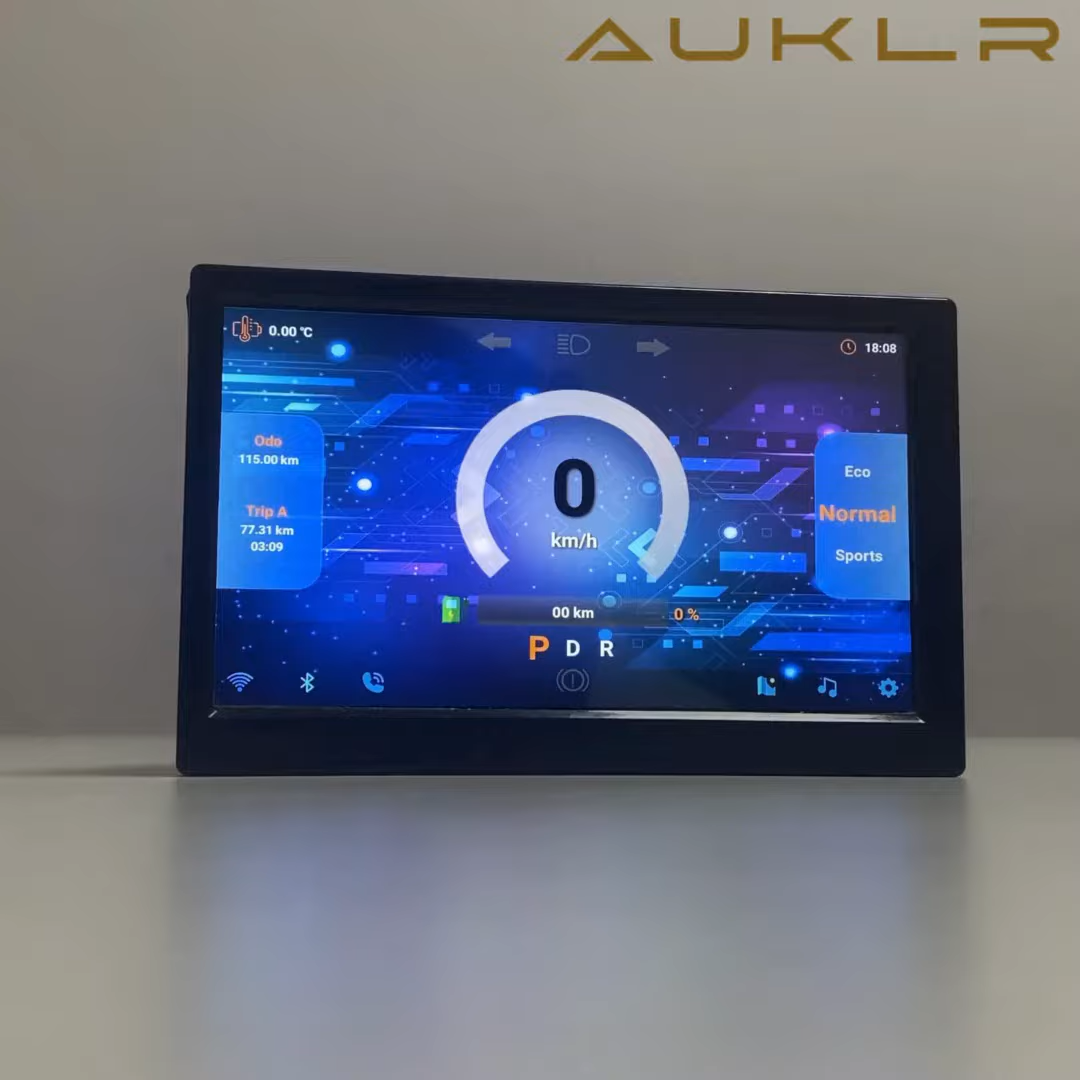 AUKLR
0.00 °C
18:08
Odo
115.00 km
Trip A
77.31 km
03:09
0
km/h
Eco
Normal
Sports
00 km
0 %
P D R